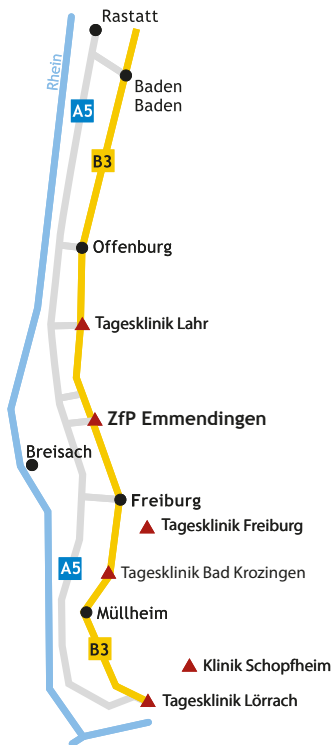 Rastatt
Rhein
Baden
Baden
A5
B3
Offenburg
Tagesklinik Lahr
ZfP Emmendingen
Breisach
Freiburg
Tagesklinik Freiburg
A5
Tagesklinik Bad Krozingen
Müllheim
B3
Klinik Schopfheim
Tagesklinik Lörrach